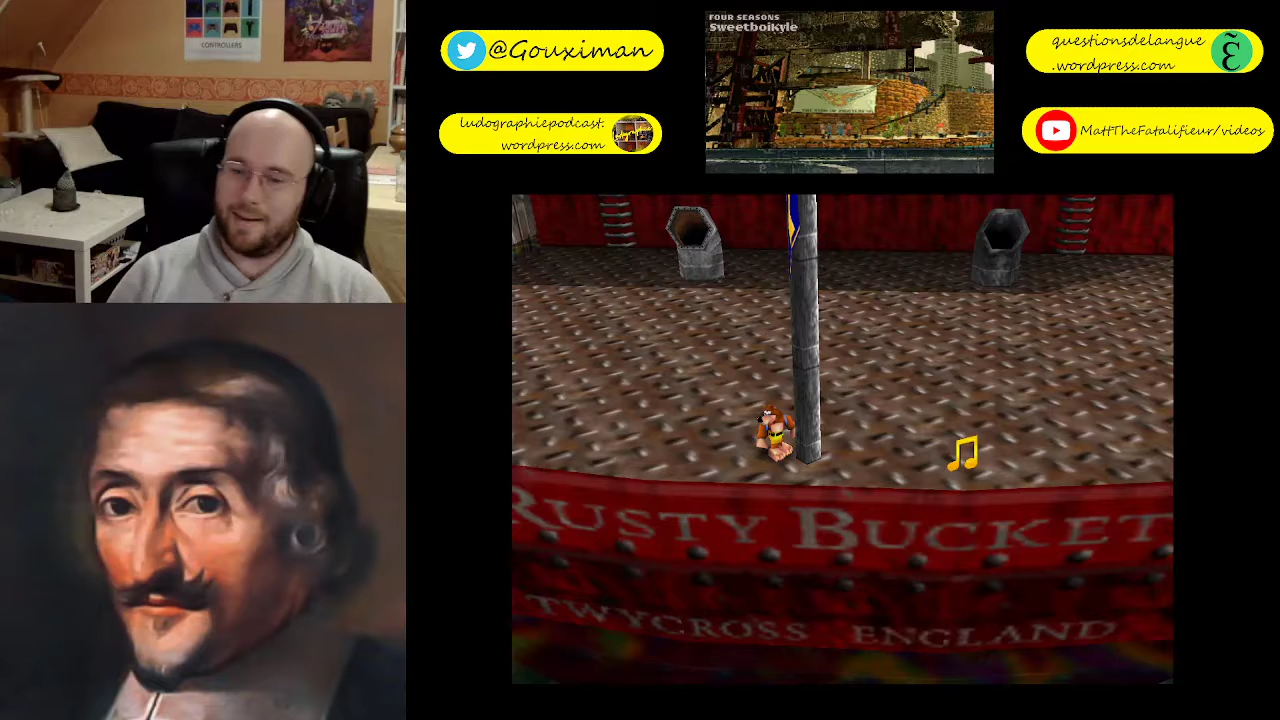 CONTROLLERS
@Gouximan
ludographiepodcast.
wordpress.com
FOUR SEASONS
SweetboiKyle
questionsdelangue
.wordpress.com
MattTheFatalifieur/videos
RUSTY BUCKET
TWYCROSS ENGLAND